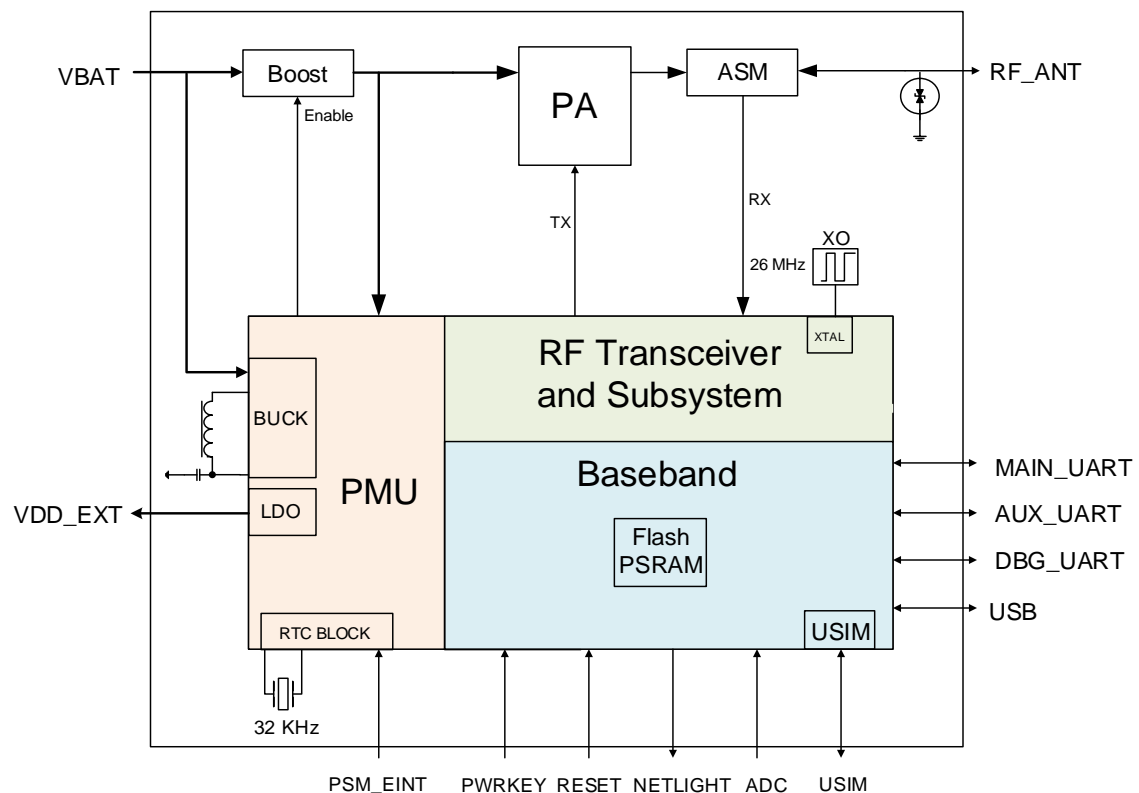 VBAT
Boost
PA
ASM
RF_ANT
Enable
TX
RX
XO
26 MHz
XTAL
RF Transceiver
and Subsystem
BUCK
PMU
Baseband
MAIN_UART
LDO
VDD_EXT
AUX_UART
Flash
PSRAM
DBG_UART
USB
RTC BLOCK
USIM
32 KHz
PSM_EINT
PWRKEY
RESET
NETLIGHT
ADC
USIM